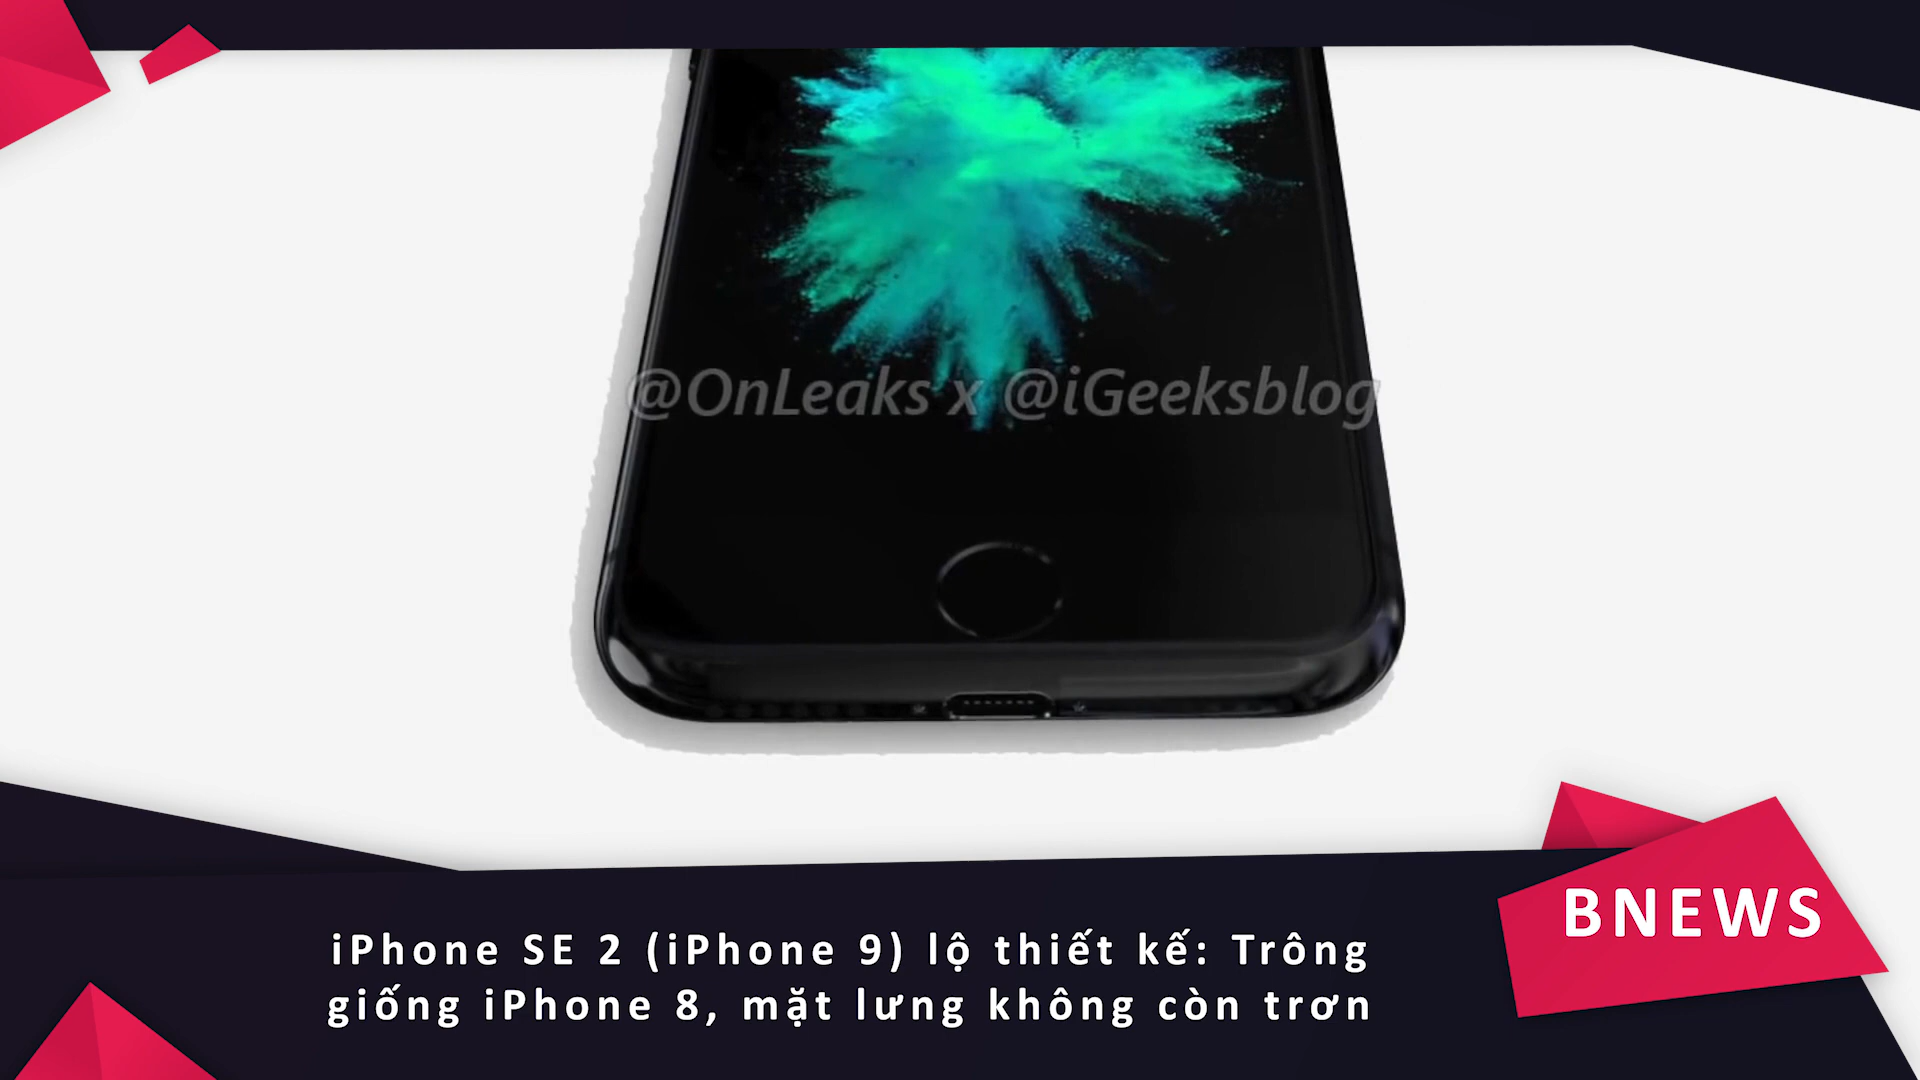 @OnLeaks x @iGeeksblog
BNEWS
iPhone SE 2 (iPhone 9) lộ thiết kế: Trông
giống iPhone 8, mặt lưng không còn trơn